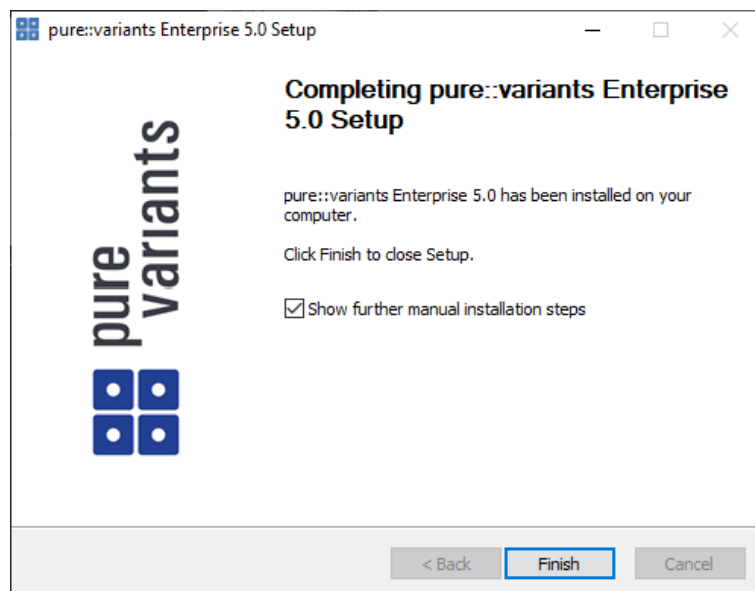 pure::variants Enterprise 5.0 Setup
Completing pure::variants Enterprise
5.0 Setup
pure::variants Enterprise 5.0 has been installed on your
computer.
Click Finish to close Setup.
Show further manual installation steps
pure
variants
< Back
Finish
Cancel